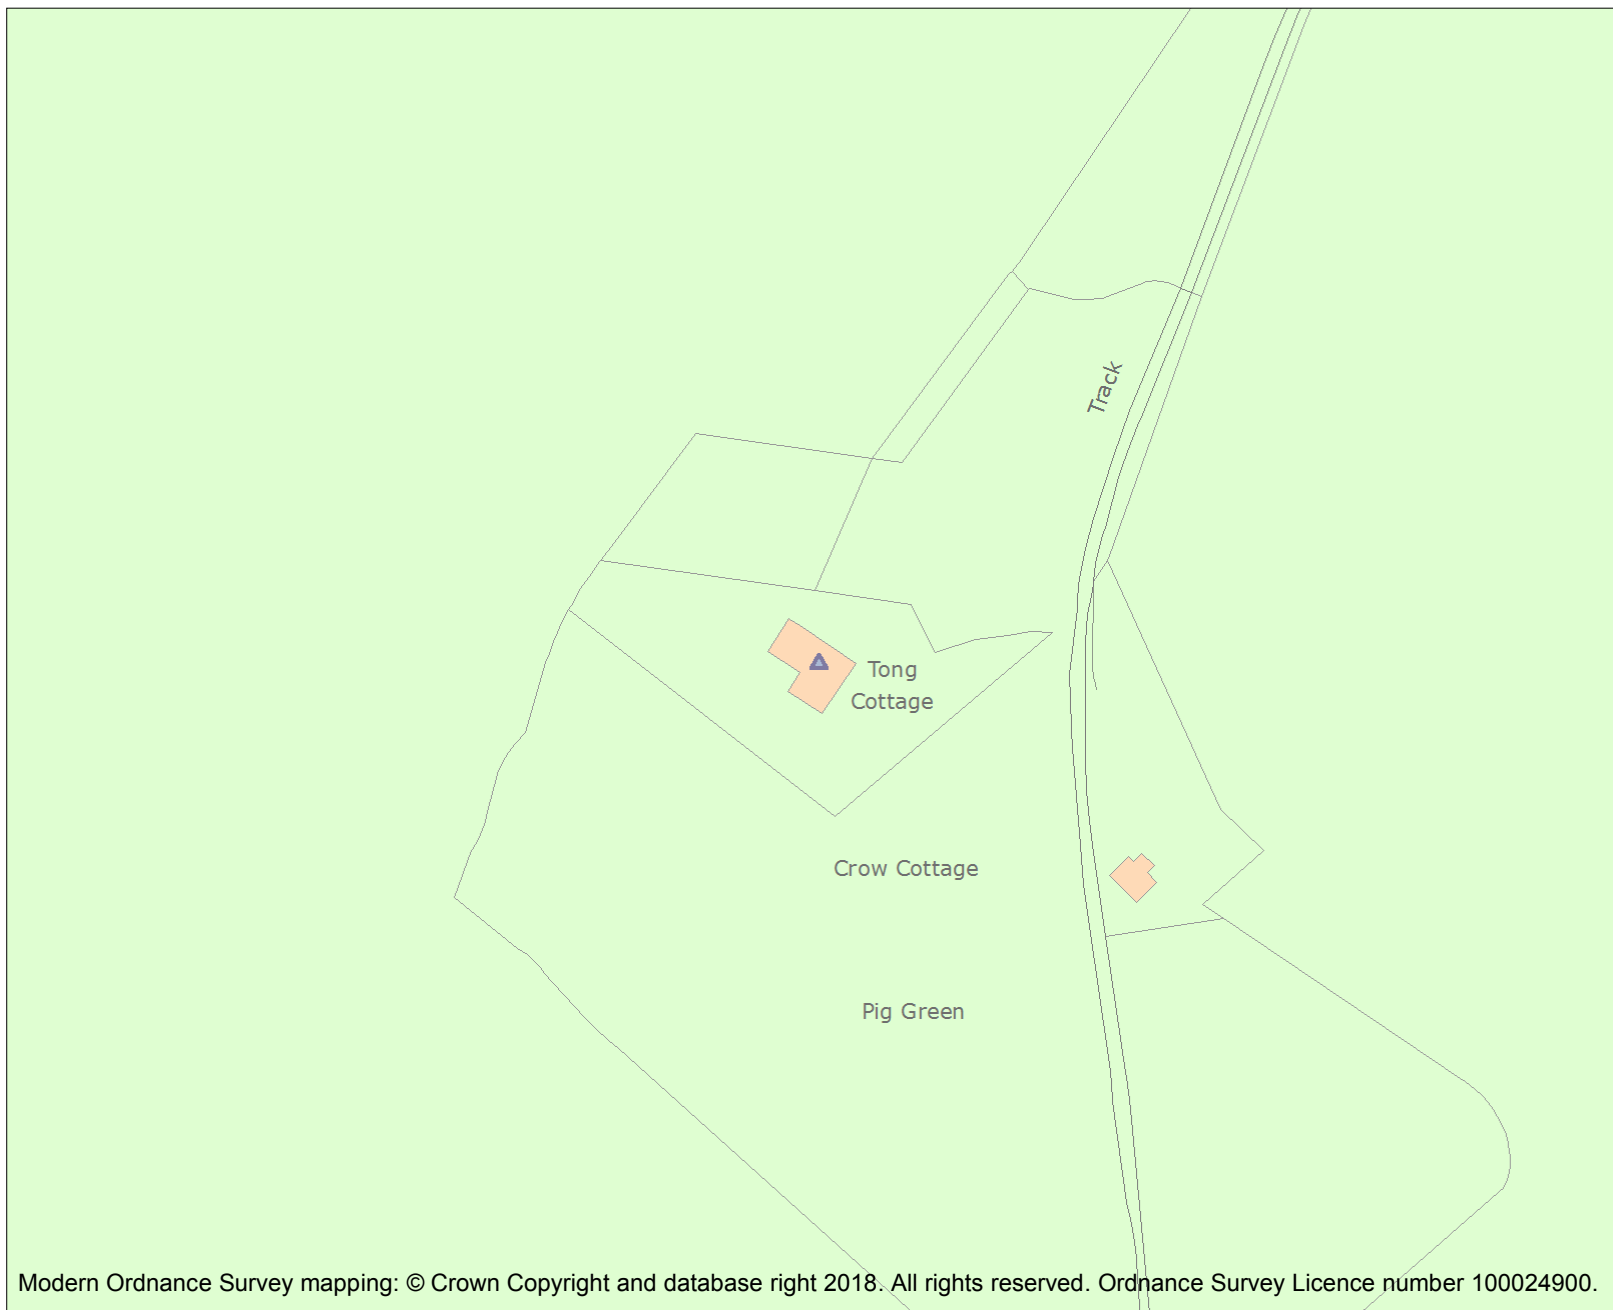 Track
Tong
Cottage
Crow Cottage
Pig Green
Modern Ordnance Survey mapping: © Crown Copyright and database right 2018. All rights reserved. Ordnance Survey Licence number 100024900.